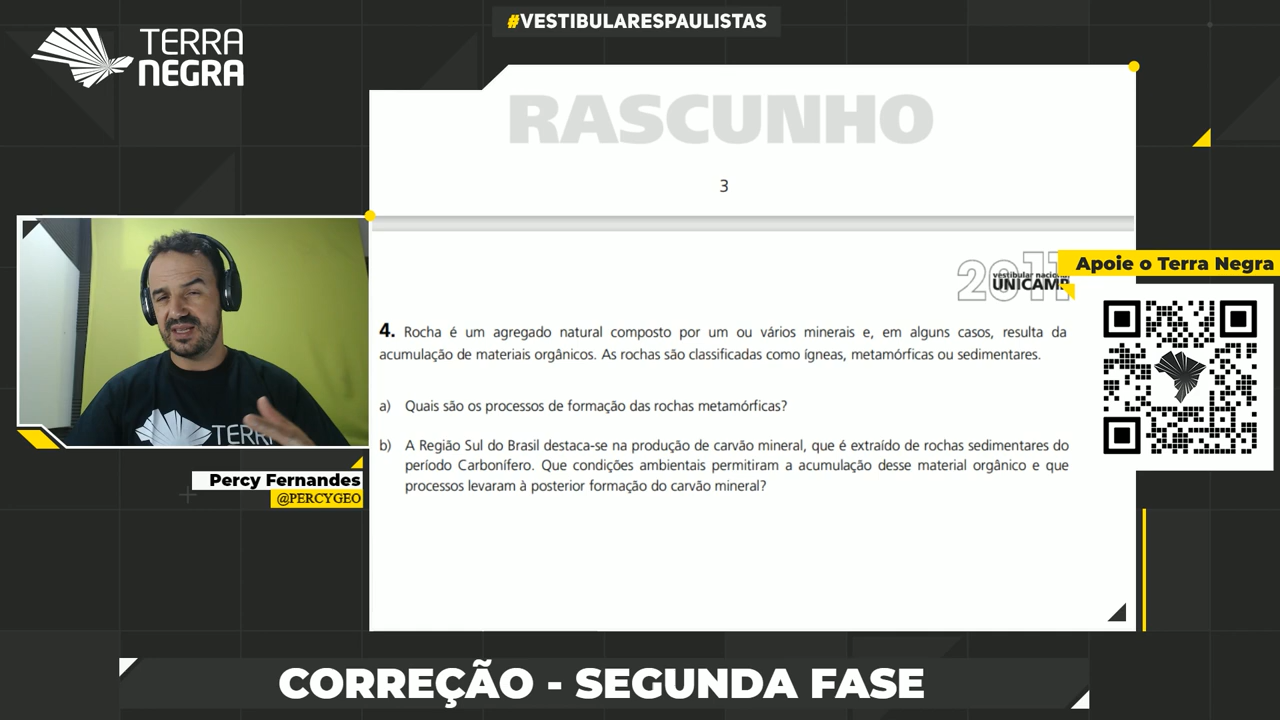 #VESTIBULARESPAULISTAS
TERRA
NEGRA
RASCUNHO
3
2011
vestibular nacional
UNICAMP
Apoie o Terra Negra
4. Rocha é um agregado natural composto por um ou vários minerais e, em alguns casos, resulta da
acumulação de materiais orgânicos. As rochas são classificadas como ígneas, metamórficas ou sedimentares.
a) Quais são os processos de formação das rochas metamórficas?
b) A Região Sul do Brasil destaca-se na produção de carvão mineral, que é extraído de rochas sedimentares do
período Carbonífero. Que condições ambientais permitiram a acumulação desse material orgânico e que
processos levaram à posterior formação do carvão mineral?
TERRA
Percy Fernandes
@PERCYGEO
CORREÇÃO - SEGUNDA FASE